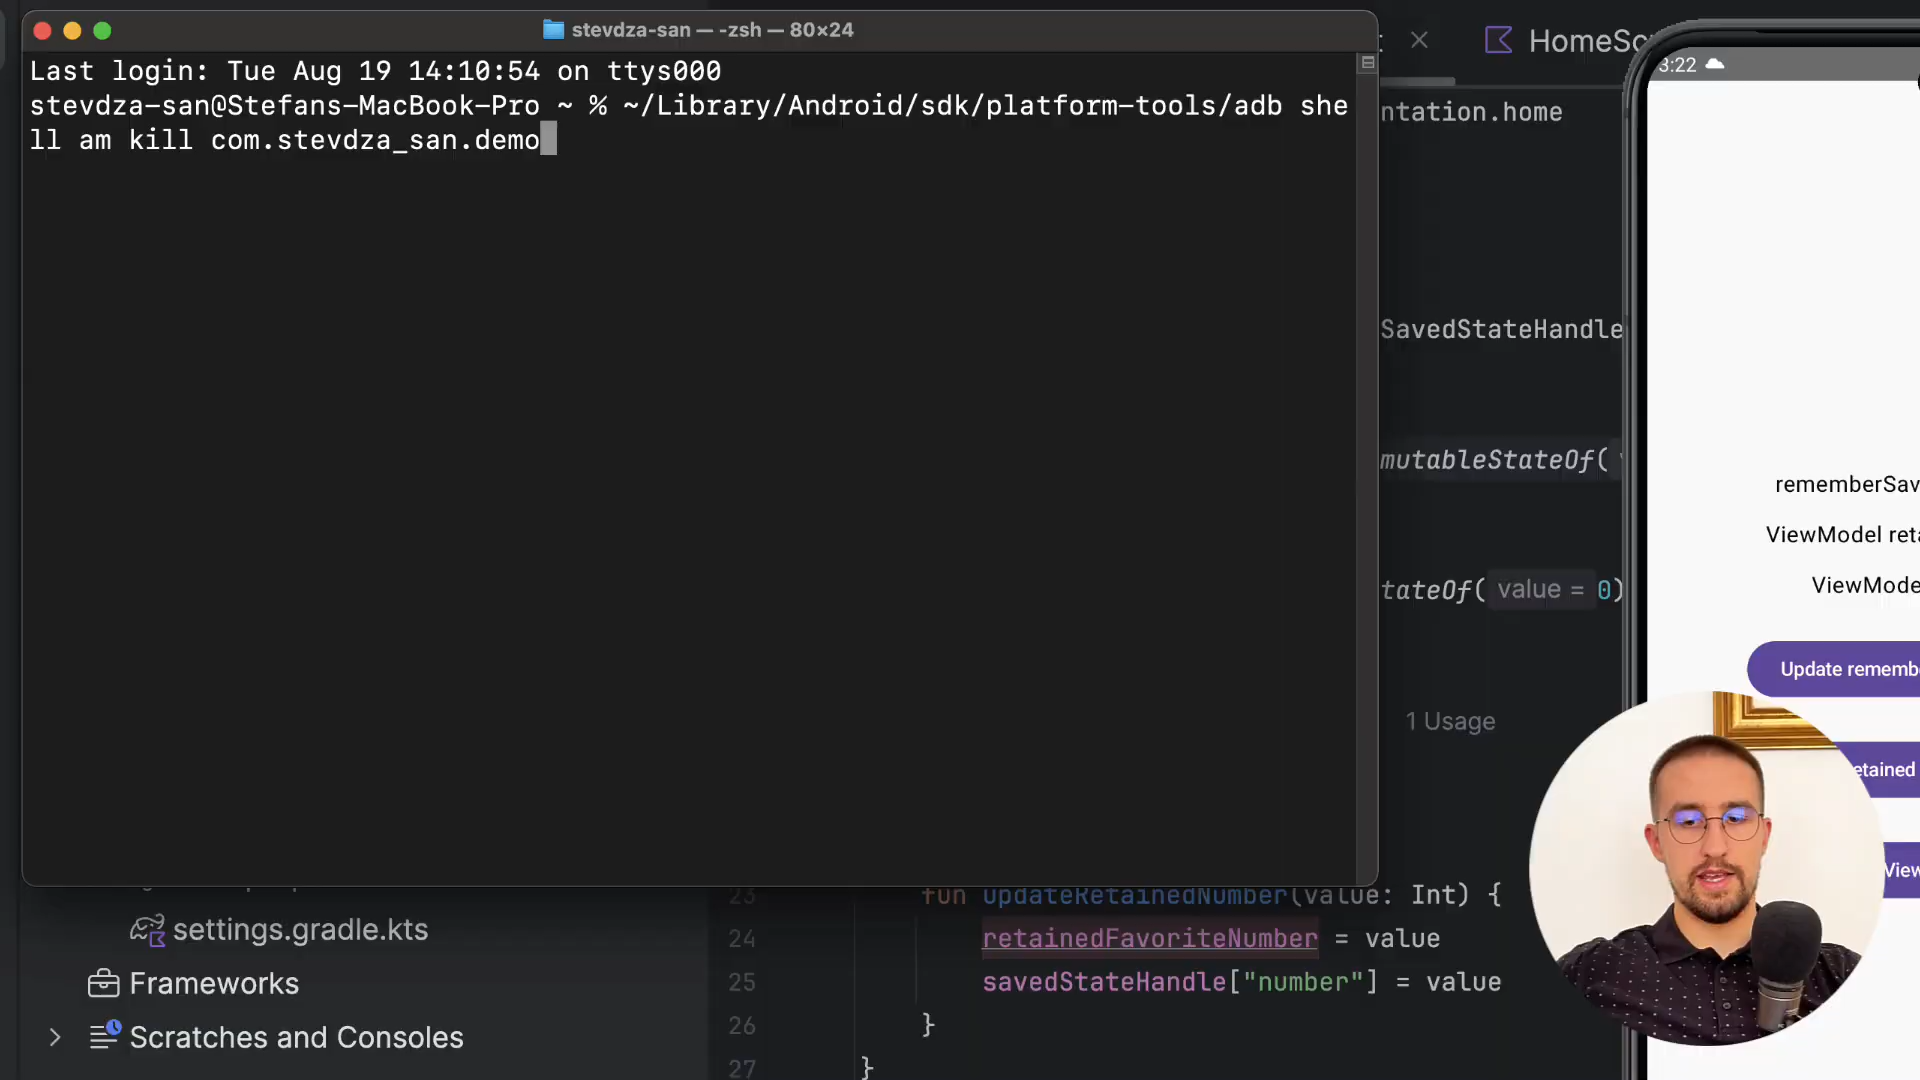 stevdza-san — -zsh — 80×24
Last login: Tue Aug 19 14:10:54 on ttys000
stevdza-san@Stefans-MacBook-Pro ~ % ~/Library/Android/sdk/platform-tools/adb she
ll am kill com.stevdza_san.demo
HomeSc
3:22
ntation.home
SavedStateHandle
mutableStateOf(
tateOf( value = 0)
1 Usage
rememberSav
ViewModel reta
ViewMode
Update rememb
etained
View
settings.gradle.kts
Frameworks
Scratches and Consoles
23 fun updateRetainedNumber(value: Int) {
24 retainedFavoriteNumber = value
25 savedStateHandle["number"] = value
26 }
27 }